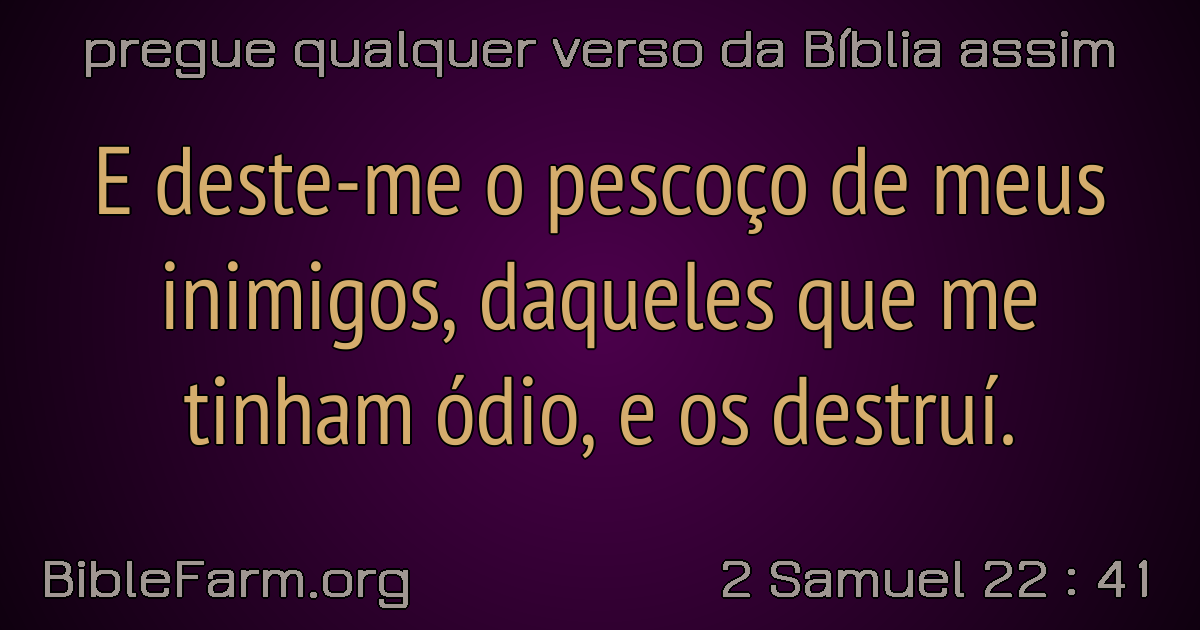 pregue qualquer verso da Bíblia assim
E deste-me o pescoço de meus
inimigos, daqueles que me
tinham ódio, e os destruí.
BibleFarm.org
2 Samuel 22 : 41